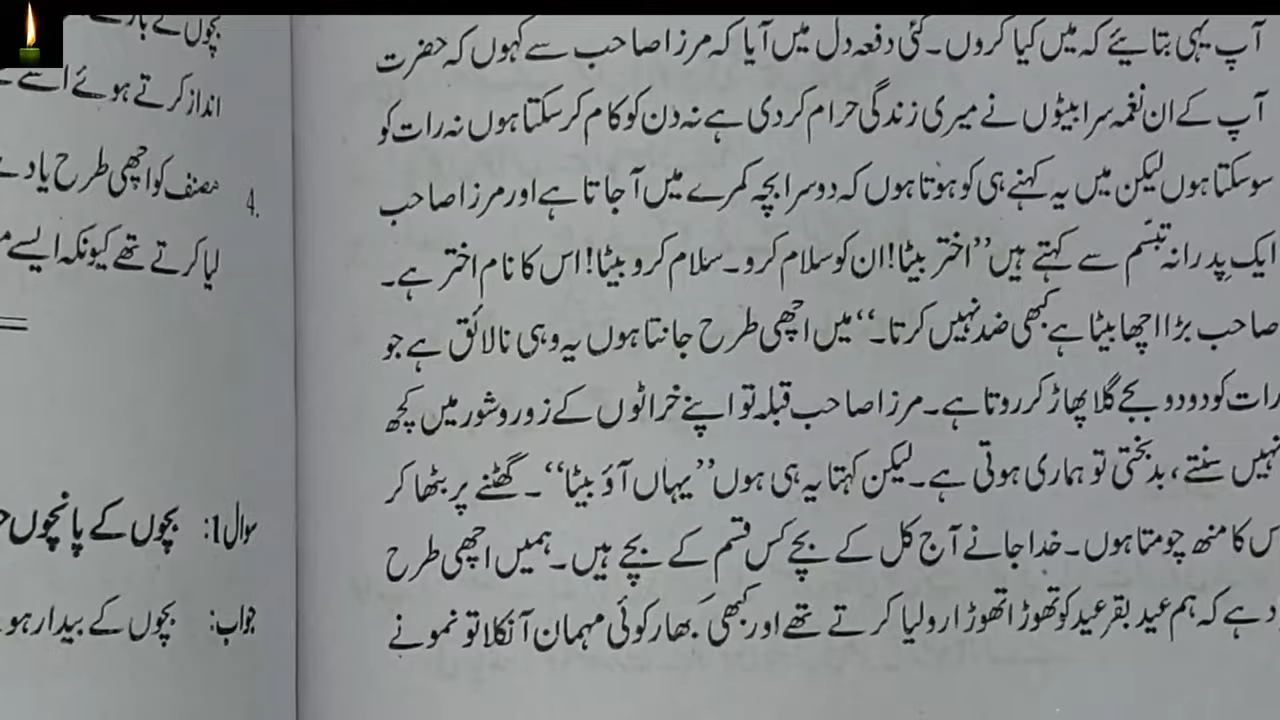 آپ یہی بتایئے کہ میں کیا کروں۔ کئی دفعہ دل میں آیا کہ مرزا صاحب سے کہوں کہ حضرت
آپ کے ان نغمہ سرا بیٹوں نے میری زندگی حرام کر دی ہے نہ دن کو کام کر سکتا ہوں نہ رات کو
سو سکتا ہوں لیکن میں یہ کہنے ہی کو ہوتا ہوں کہ دوسرا بچہ کمرے میں آجاتا ہے اور مرزا صاحب
ایک پِدرانہ تبسّم سے کہتے ہیں ’’اختر بیٹا! ان کو سلام کرو۔ سلام کرو بیٹا! اس کا نام اختر ہے۔
صاحب بڑا اچھا بیٹا ہے کبھی ضد نہیں کرتا۔‘‘ میں اچھی طرح جانتا ہوں یہ وہی نالائق ہے جو
رات کو دو دو بجے گلا پھاڑ کر روتا ہے۔ مرزا صاحب قبلہ تو اپنے خراٹوں کے زور و شور میں کچھ
نہیں سنتے، بدبختی تو ہماری ہوتی ہے۔ لیکن کہتا یہ ہی ہوں ’’یہاں آؤ بیٹا‘‘۔ گھٹنے پر بٹھا کر
س کا منھ چومتا ہوں۔ خدا جانے آج کل کے بچے کس قسم کے بچے ہیں۔ ہمیں اچھی طرح
د ہے کہ ہم عید بقر عید کو تھوڑا تھوڑا رو لیا کرتے تھے اور کبھی کَبھار کوئی مہمان آنکلا تو نمونے
بچوں کے
انداز کرتے ہوئے اسے
4. مصنف کو اچھی طرح یاد
لیا کرتے تھے کیونکہ ایسے
سوال 1: بچوں کے پانچوں
جواب: بچوں کے بیدار ہو